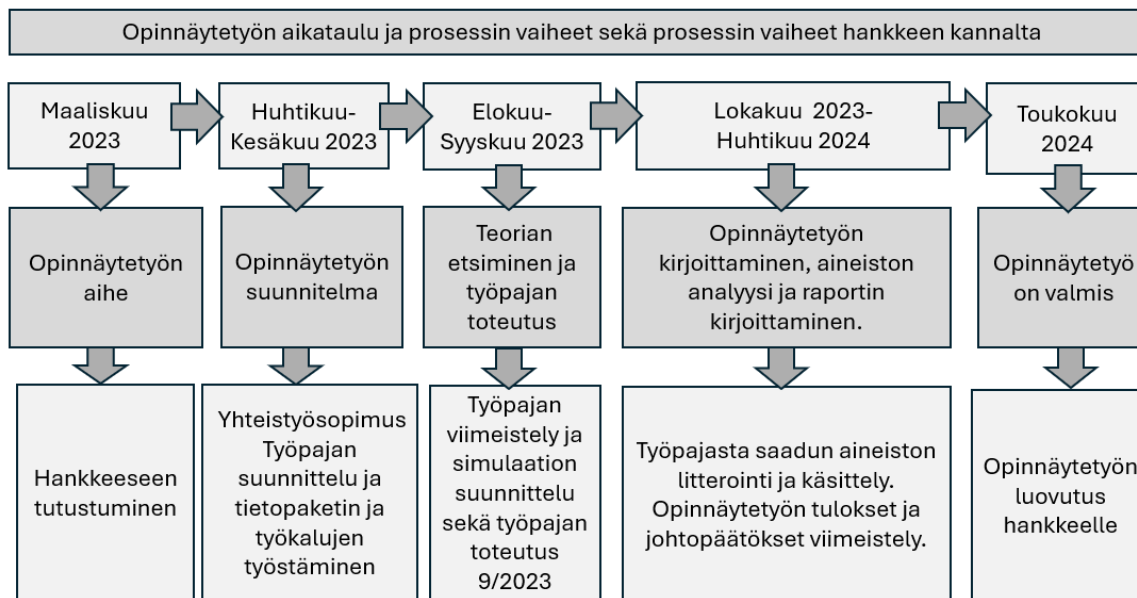 Opinnäytetyön aikataulu ja prosessin vaiheet sekä prosessin vaiheet hankkeen kannalta
Maaliskuu
2023
Huhtikuu-
Kesäkuu 2023
Elokuu-
Syyskuu 2023
Lokakuu 2023-
Huhtikuu 2024
Toukokuu
2024
Opinnäytetyön
aihe
Opinnäytetyön
suunnitelma
Teorian
etsiminen ja
työpajan
toteutus
Opinnäytetyön
kirjoittaminen, aineiston
analyysi ja raportin
kirjoittaminen.
Opinnäytetyö
on valmis
Hankkeeseen
tutustuminen
Yhteistyösopimus
Työpajan
suunnittelu ja
tietopaketin ja
työkalujen
työstäminen
Työpajan
viimeistely ja
simulaation
suunnittelu
sekä työpajan
toteutus
9/2023
Työpajasta saadun aineiston
litterointi ja käsittely.
Opinnäytetyön tulokset ja
johtopäätökset viimeistely.
Opinnäytetyön
luovutus
hankkeelle